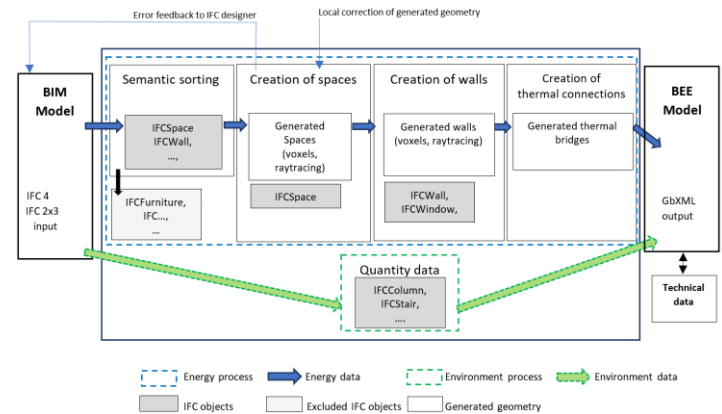 Error feedback to IFC designer
Local correction of generated geometry
BIM
Model
IFC 4
IFC 2x3
input
Semantic sorting
IFCSpace
IFCWall,
...,
IFCFurniture,
IFC...,
...
Creation of spaces
Generated
Spaces
(voxels,
raytracing)
IFCSpace
Creation of walls
Generated walls
(voxels, raytracing)
IFCWall,
IFCWindow,
Creation of
thermal connections
Generated thermal
bridges
BEE
Model
GbXML
output
Technical
data
Quantity data
IFCColumn,
IFCStair,
....
Energy process
Energy data
Environment process
Environment data
IFC objects
Excluded IFC objects
Generated geometry